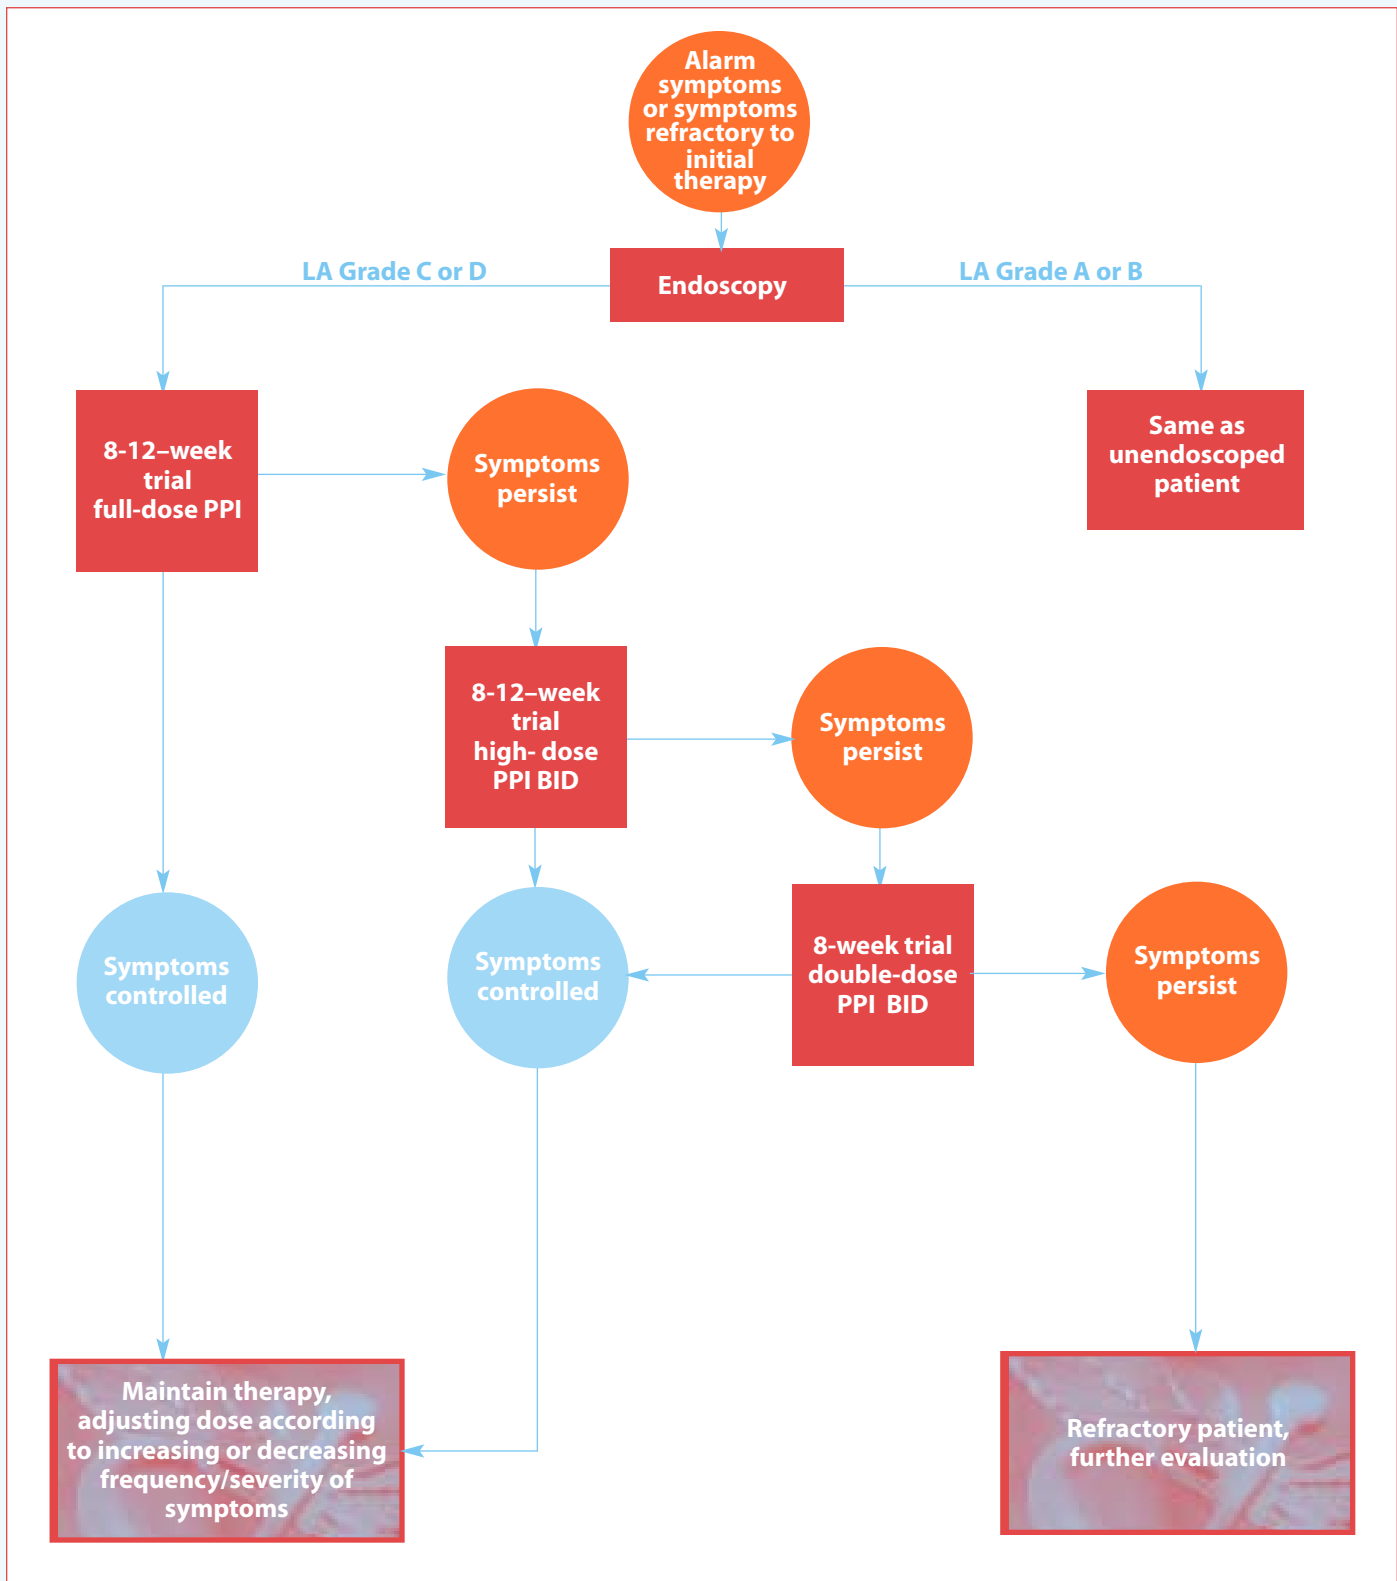 Alarm
symptoms
or symptoms
refractory to
initial
therapy
LA Grade C or D
Endoscopy
LA Grade A or B
8-12–week
trial
full-dose PPI
Symptoms
persist
Same as
unendoscoped
patient
8-12–week
trial
high- dose
PPI BID
Symptoms
persist
Symptoms
controlled
Symptoms
controlled
8-week trial
double-dose
PPI BID
Symptoms
persist
Maintain therapy,
adjusting dose according
to increasing or decreasing
frequency/severity of
symptoms
Refractory patient,
further evaluation